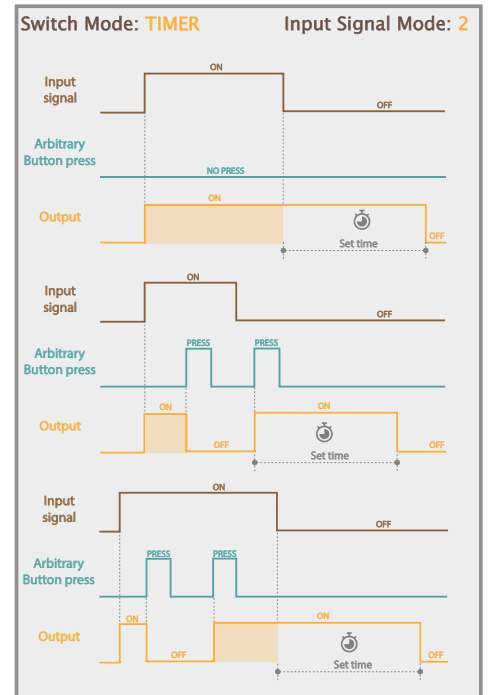 Switch Mode: TIMER Input Signal Mode: 2
ON
Input
signal
OFF
Arbitrary
Button press
NO PRESS
ON
Output
OFF
Set time
ON
Input
signal
OFF
PRESS PRESS
Arbitrary
Button press
ON ON
Output
OFF OFF
Set time
ON
Input
signal
OFF
PRESS PRESS
Arbitrary
Button press
ON ON
Output
OFF OFF
Set time